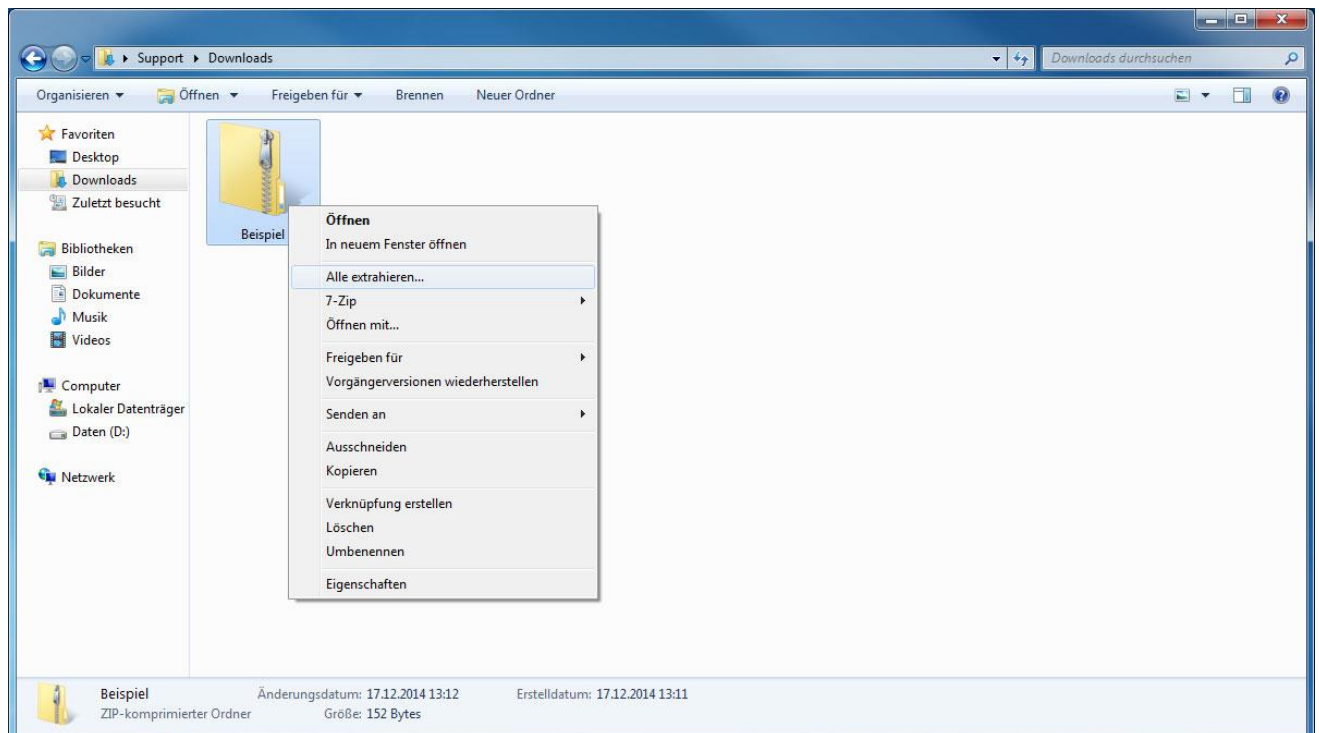 Support Downloads
Downloads durchsuchen
Organisieren Öffnen Freigeben für Brennen Neuer Ordner
Favoriten
Desktop
Downloads
Zuletzt besucht
Bibliotheken
Bilder
Dokumente
Musik
Videos
Computer
Lokaler Datenträger
Daten (D:)
Netzwerk
Beispiel
Öffnen
In neuem Fenster öffnen
Alle extrahieren...
7-Zip
Öffnen mit...
Freigeben für
Vorgängerversionen wiederherstellen
Senden an
Ausschneiden
Kopieren
Verknüpfung erstellen
Löschen
Umbenennen
Eigenschaften
Beispiel Änderungsdatum: 17.12.2014 13:12 Erstelldatum: 17.12.2014 13:11
ZIP-komprimierter Ordner Größe: 152 Bytes